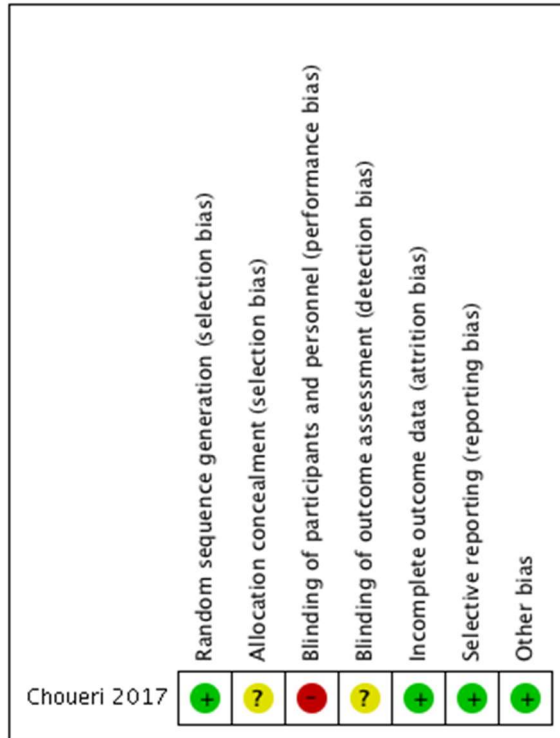 Random sequence generation (selection bias)
Allocation concealment (selection bias)
Blinding of participants and personnel (performance bias)
Blinding of outcome assessment (detection bias)
Incomplete outcome data (attrition bias)
Selective reporting (reporting bias)
Other bias
Choueri 2017 + ? - ? + + +